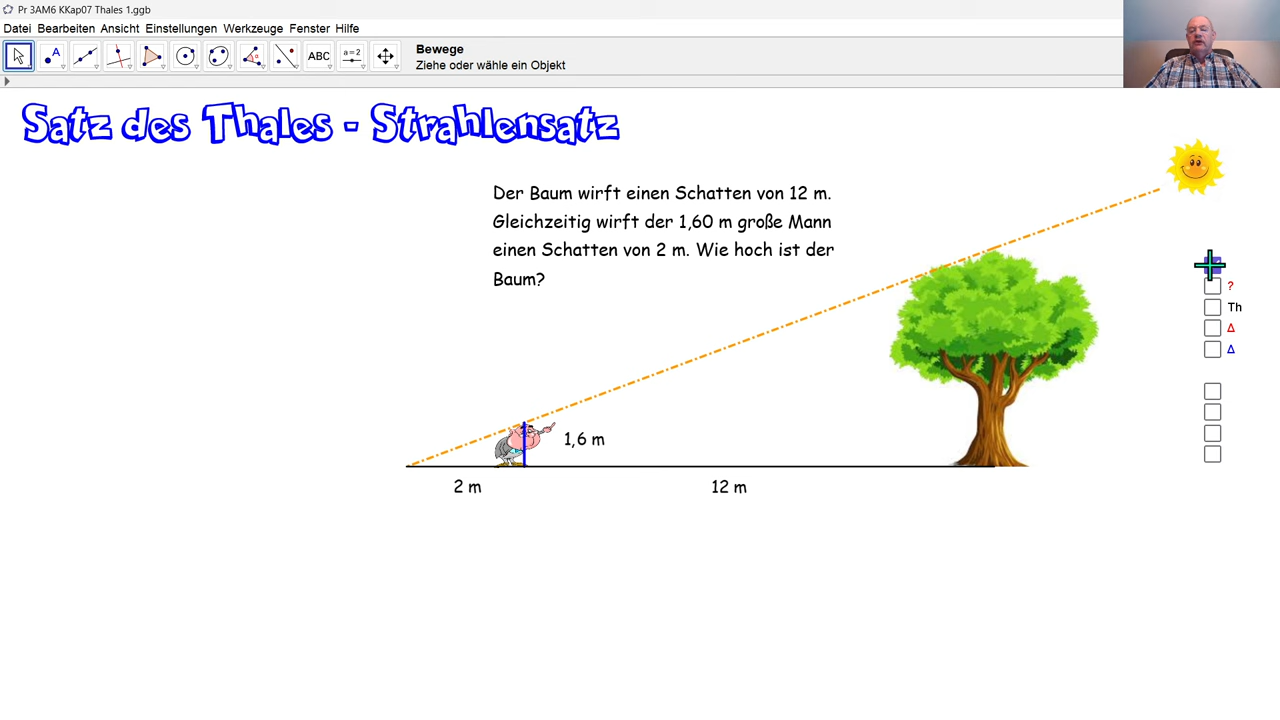 Pr 3AM6 KKap07 Thales 1.ggb
Datei Bearbeiten Ansicht Einstellungen Werkzeuge Fenster Hilfe
A
ABC
a=2
Bewege
Ziehe oder wähle ein Objekt
Satz des Thales - Strahlensatz
Der Baum wirft einen Schatten von 12 m.
Gleichzeitig wirft der 1,60 m große Mann
einen Schatten von 2 m. Wie hoch ist der
Baum?
?
Th
Δ
Δ
1,6 m
2 m
12 m